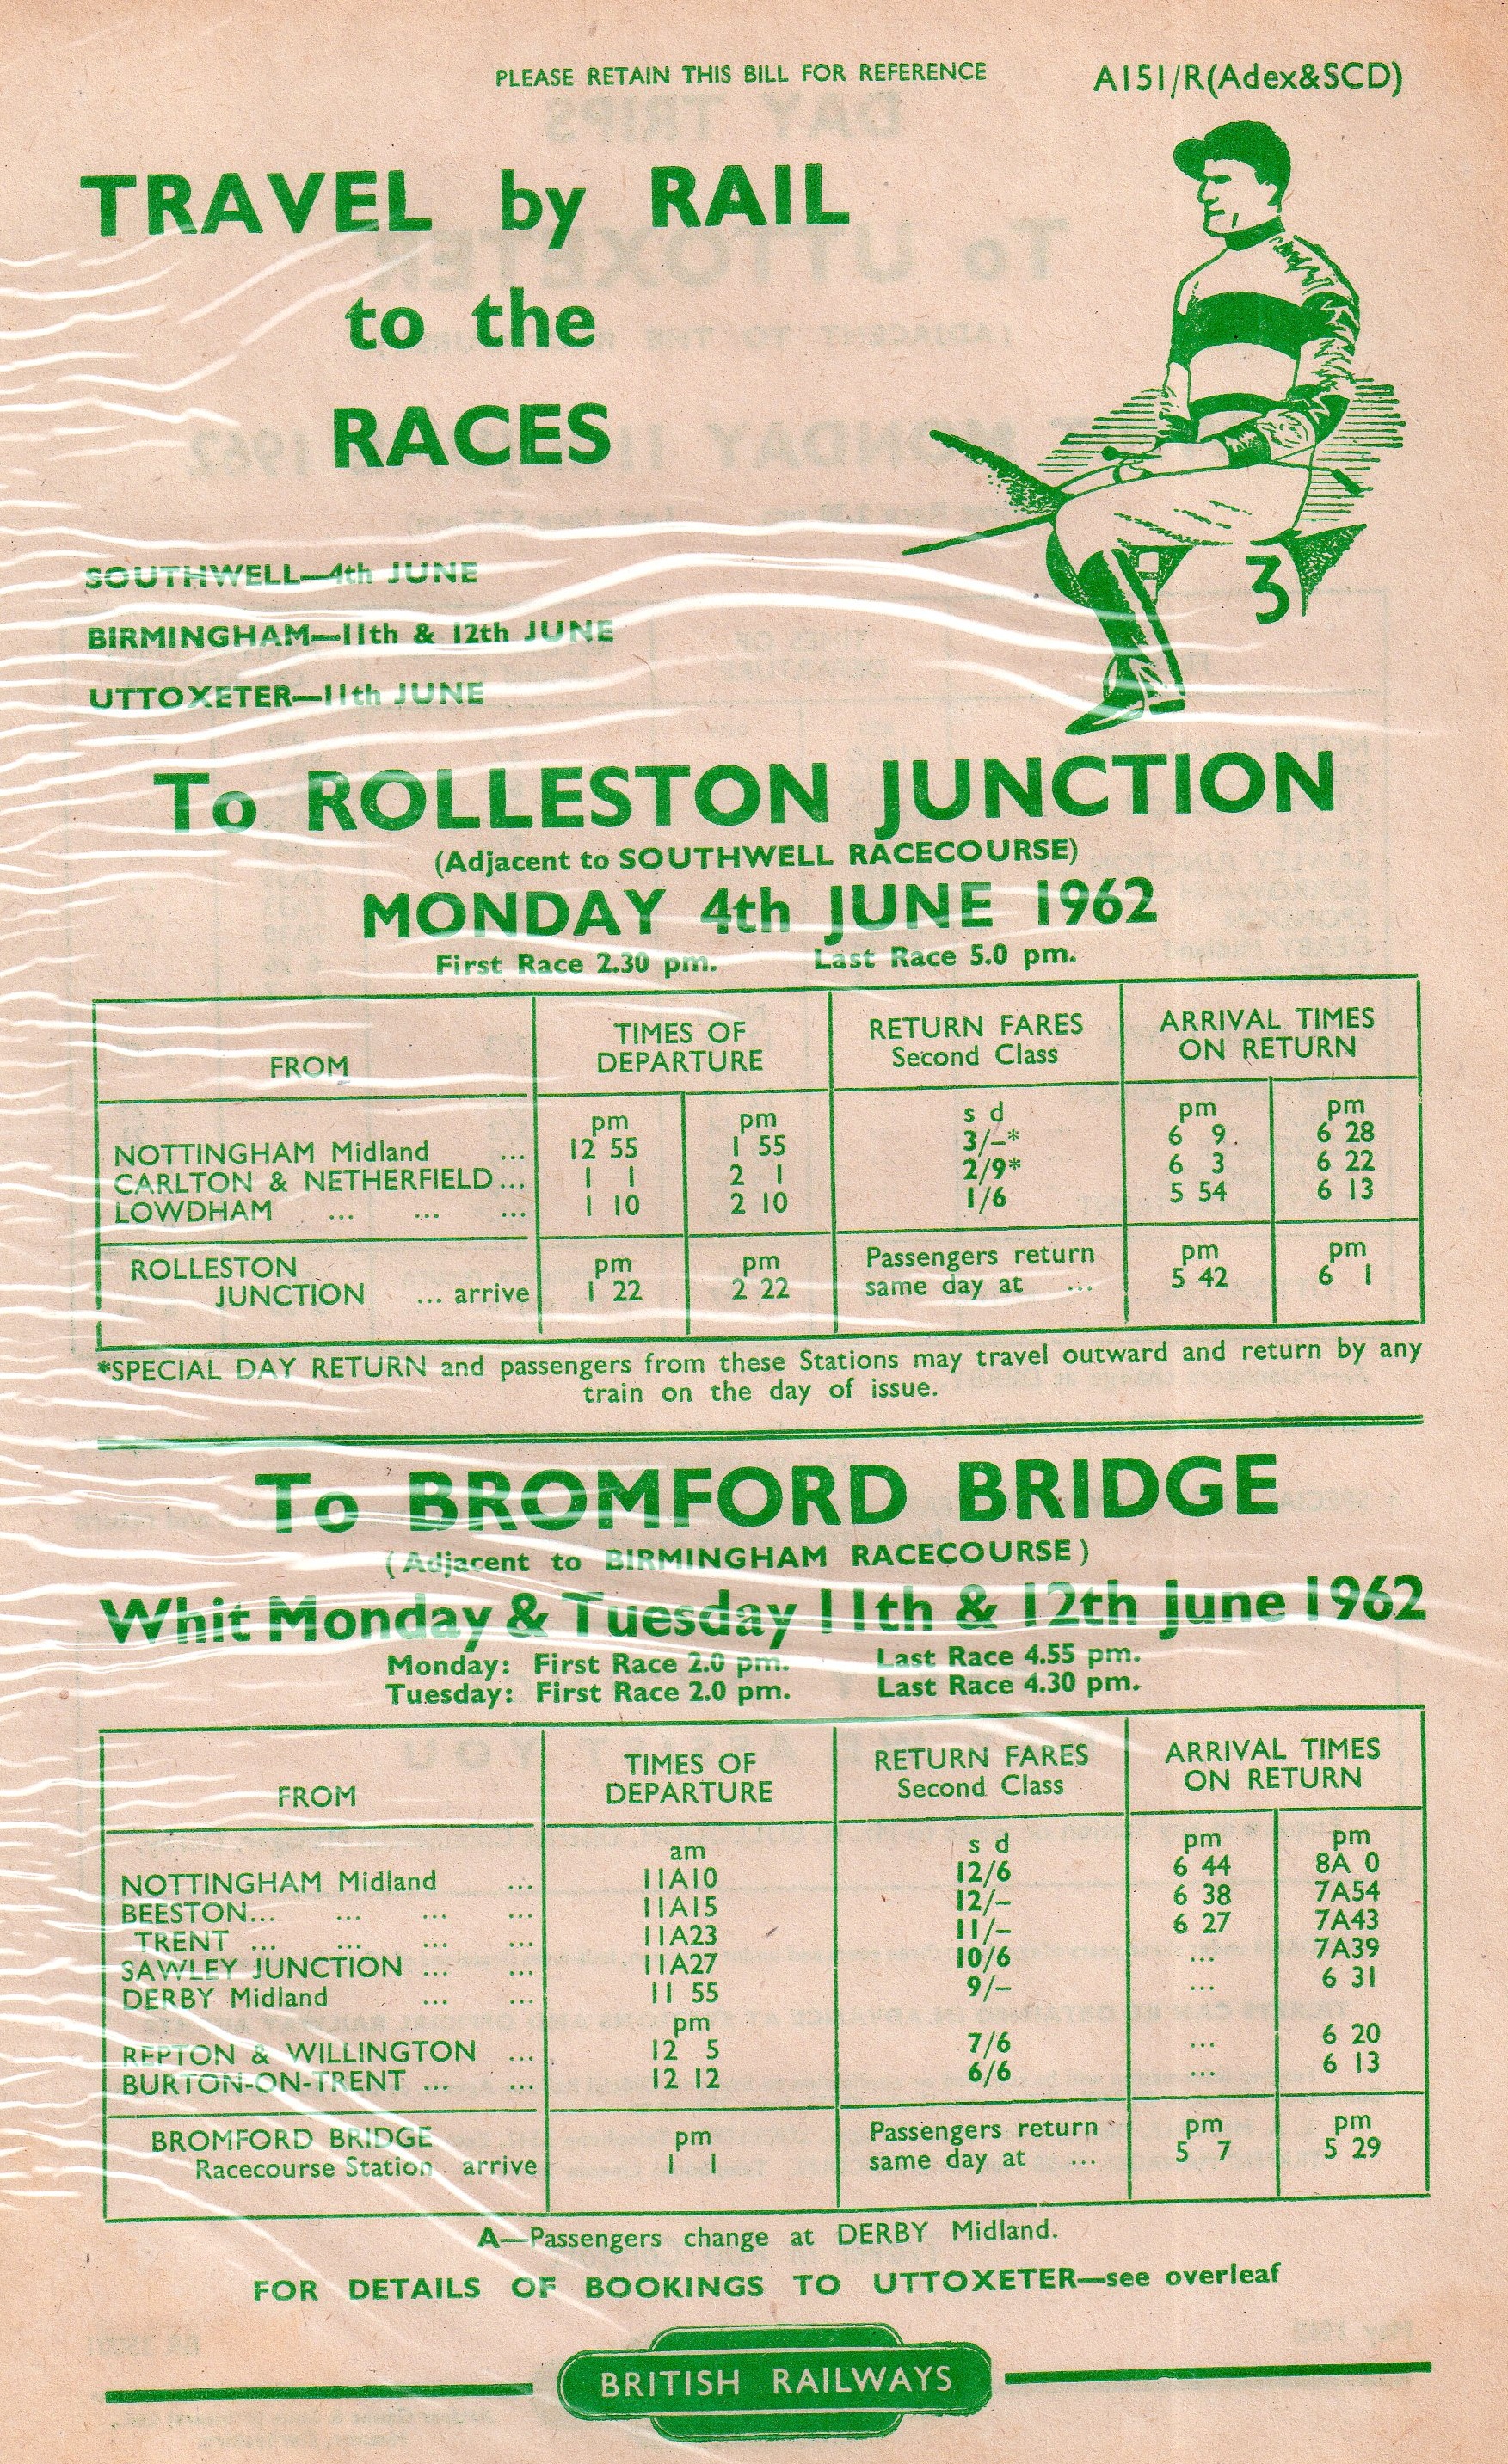 PLEASE RETAIN THIS BILL FOR REFERENCE
A151/R(Adex&SCD)
TRAVEL by RAIL
to the
RACES
SOUTHWELL—4th JUNE
BIRMINGHAM—11th & 12th JUNE
UTTOXETER—11th JUNE
3
To ROLLESTON JUNCTION
(Adjacent to SOUTHWELL RACECOURSE)
MONDAY 4th JUNE 1962
First Race 2.30 pm. Last Race 5.0 pm.
FROM TIMES OF DEPARTURE RETURN FARES Second Class ARRIVAL TIMES ON RETURN
pm pm s d pm pm
NOTTINGHAM Midland ... 12 55 1 55 3/-* 6 9 6 28
CARLTON & NETHERFIELD... 1 1 2 1 2/9* 6 3 6 22
LOWDHAM ... ... ... 1 10 2 10 1/6 5 54 6 13
ROLLESTON pm pm Passengers return pm pm
JUNCTION ... arrive 1 22 2 22 same day at ... 5 42 6 1
*SPECIAL DAY RETURN and passengers from these Stations may travel outward and return by any
train on the day of issue.
To BROMFORD BRIDGE
(Adjacent to BIRMINGHAM RACECOURSE)
Whit Monday & Tuesday 11th & 12th June 1962
Monday: First Race 2.0 pm. Last Race 4.55 pm.
Tuesday: First Race 2.0 pm. Last Race 4.30 pm.
FROM TIMES OF DEPARTURE RETURN FARES Second Class ARRIVAL TIMES ON RETURN
am s d pm pm
NOTTINGHAM Midland ... 11A10 12/6 6 44 8A 0
BEESTON... ... ... ... 11A15 12/- 6 38 7A54
TRENT ... ... ... ... 11A23 11/- 6 27 7A43
SAWLEY JUNCTION ... ... 11A27 10/6 ... 7A39
DERBY Midland ... ... 11 55 9/- ... 6 31
pm
REPTON & WILLINGTON ... 12 5 7/6 ... 6 20
BURTON-ON-TRENT ... ... 12 12 6/6 ... 6 13
BROMFORD BRIDGE pm Passengers return pm pm
Racecourse Station arrive 1 1 same day at ... 5 7 5 29
A—Passengers change at DERBY Midland.
FOR DETAILS OF BOOKINGS TO UTTOXETER—see overleaf
BRITISH RAILWAYS